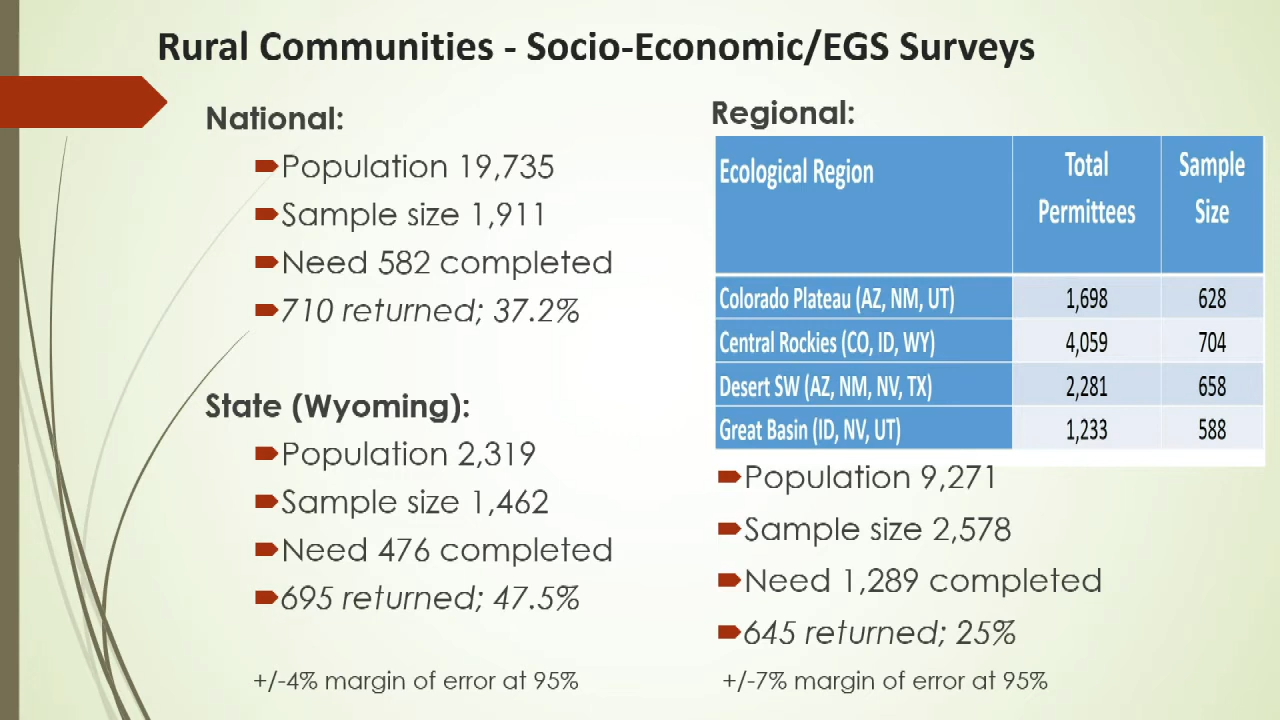 Rural Communities - Socio-Economic/EGS Surveys
National:
Population 19,735
Sample size 1,911
Need 582 completed
710 returned; 37.2%
State (Wyoming):
Population 2,319
Sample size 1,462
Need 476 completed
695 returned; 47.5%
+/-4% margin of error at 95%
Regional:
Ecological Region Total Permittees Sample Size
Colorado Plateau (AZ, NM, UT) 1,698 628
Central Rockies (CO, ID, WY) 4,059 704
Desert SW (AZ, NM, NV, TX) 2,281 658
Great Basin (ID, NV, UT) 1,233 588
Population 9,271
Sample size 2,578
Need 1,289 completed
645 returned; 25%
+/-7% margin of error at 95%